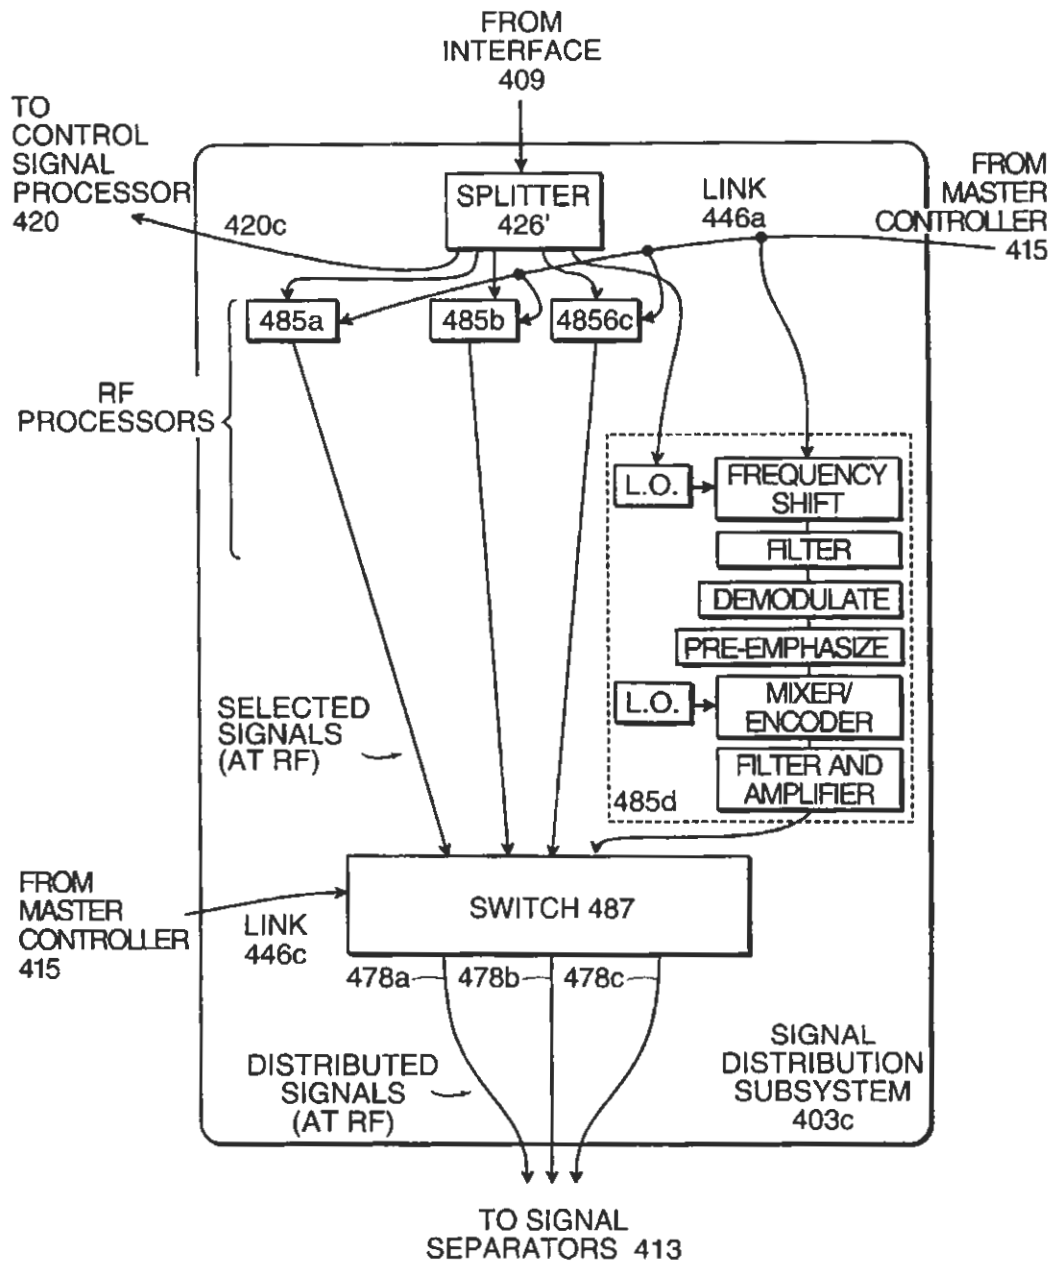 FROM
INTERFACE
409
TO
CONTROL
SIGNAL
PROCESSOR
420
420c
SPLITTER
426'
LINK
446a
FROM
MASTER
CONTROLLER
415
485a
485b
4856c
RF
PROCESSORS
L.O.
FREQUENCY
SHIFT
FILTER
DEMODULATE
PRE-EMPHASIZE
L.O.
MIXER/
ENCODER
FILTER AND
AMPLIFIER
485d
SELECTED
SIGNALS
(AT RF)
FROM
MASTER
CONTROLLER
415
LINK
446c
SWITCH 487
478a
478b
478c
DISTRIBUTED
SIGNALS
(AT RF)
SIGNAL
DISTRIBUTION
SUBSYSTEM
403c
TO SIGNAL
SEPARATORS 413